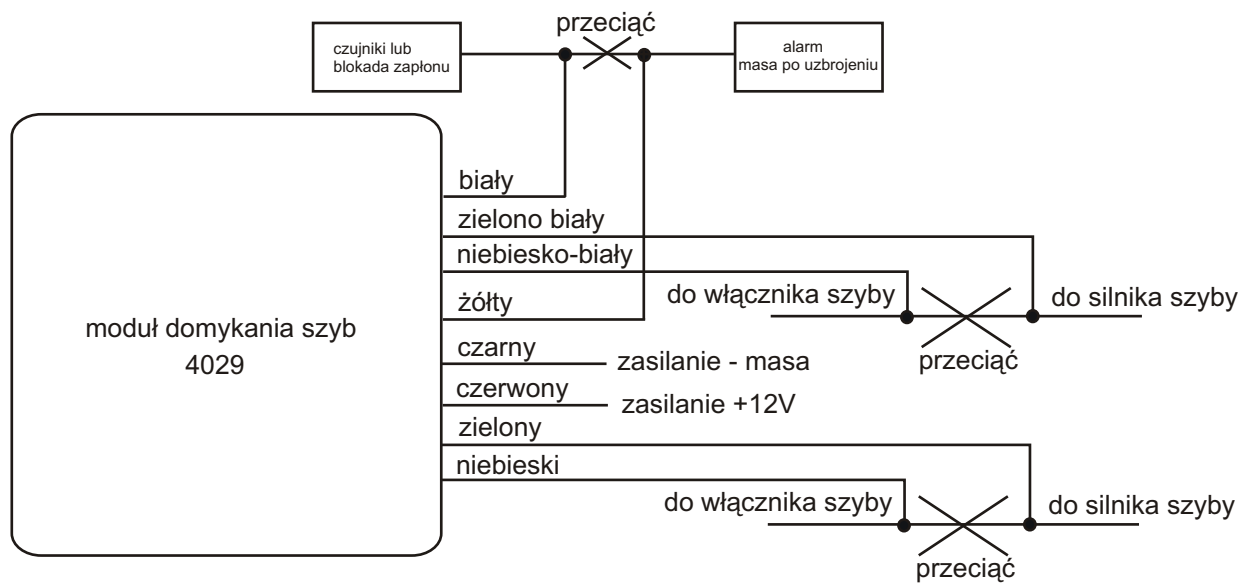 przeciąć
czujniki lub
blokada zapłonu
alarm
masa po uzbrojeniu
biały
zielono biały
niebiesko-biały
do włącznika szyby
do silnika szyby
żółty
moduł domykania szyb
4029
czarny
zasilanie - masa
przeciąć
czerwony
zasilanie +12V
zielony
niebieski
do włącznika szyby
do silnika szyby
przeciąć